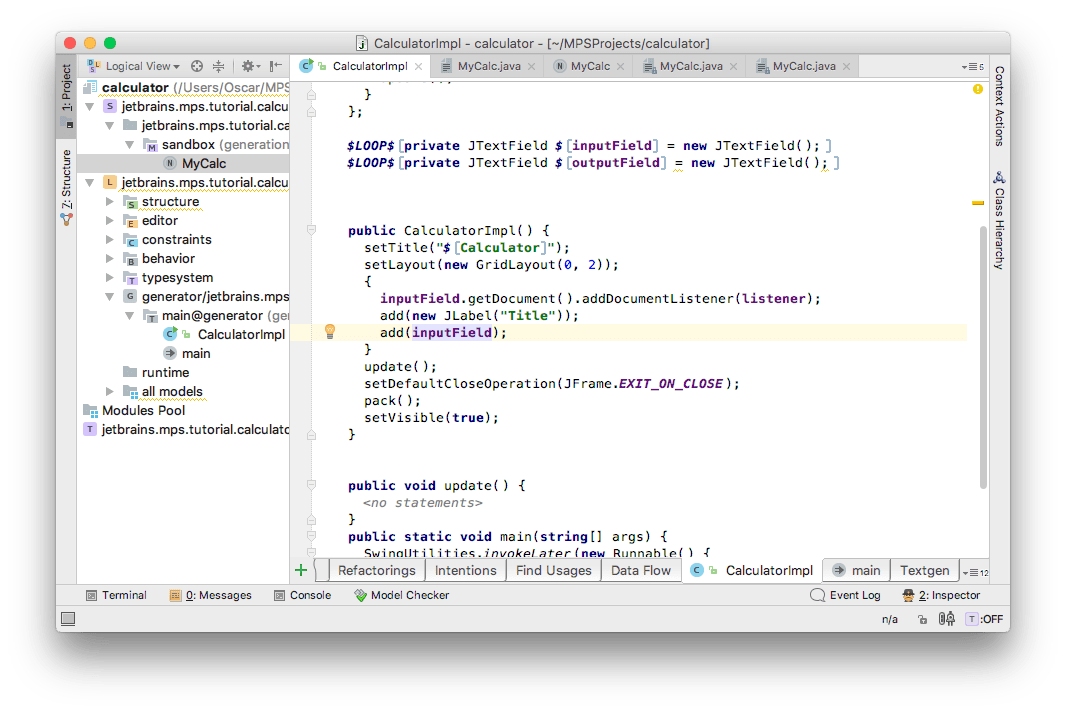 CalculatorImpl - calculator - [~/MPSProjects/calculator]
1: Project
Z: Structure
Logical View
calculator (/Users/Oscar/MPS
S jetbrains.mps.tutorial.calcu
jetbrains.mps.tutorial.ca
M sandbox (generation
N MyCalc
L jetbrains.mps.tutorial.calcu
S structure
E editor
C constraints
B behavior
T typesystem
G generator/jetbrains.mps
T main@generator (ge
C CalculatorImpl
main
runtime
all models
Modules Pool
T jetbrains.mps.tutorial.calculato
C CalculatorImpl
MyCalc.java
N MyCalc
MyCalc.java
MyCalc.java
5
}
};
$LOOP$[private JTextField $[inputField] = new JTextField();]
$LOOP$[private JTextField $[outputField] = new JTextField();]
public CalculatorImpl() {
setTitle("$[Calculator]");
setLayout(new GridLayout(0, 2));
{
inputField.getDocument().addDocumentListener(listener);
add(new JLabel("Title"));
add(inputField);
}
update();
setDefaultCloseOperation(JFrame.EXIT_ON_CLOSE);
pack();
setVisible(true);
}
public void update() {
<no statements>
}
public static void main(string[] args) {
SwingUtilities.invokeLater(new Runnable() {
Context Actions
Class Hierarchy
Refactorings
Intentions
Find Usages
Data Flow
C CalculatorImpl
main
Textgen
12
Terminal
0: Messages
Console
Model Checker
Event Log
2: Inspector
n/a
T :OFF